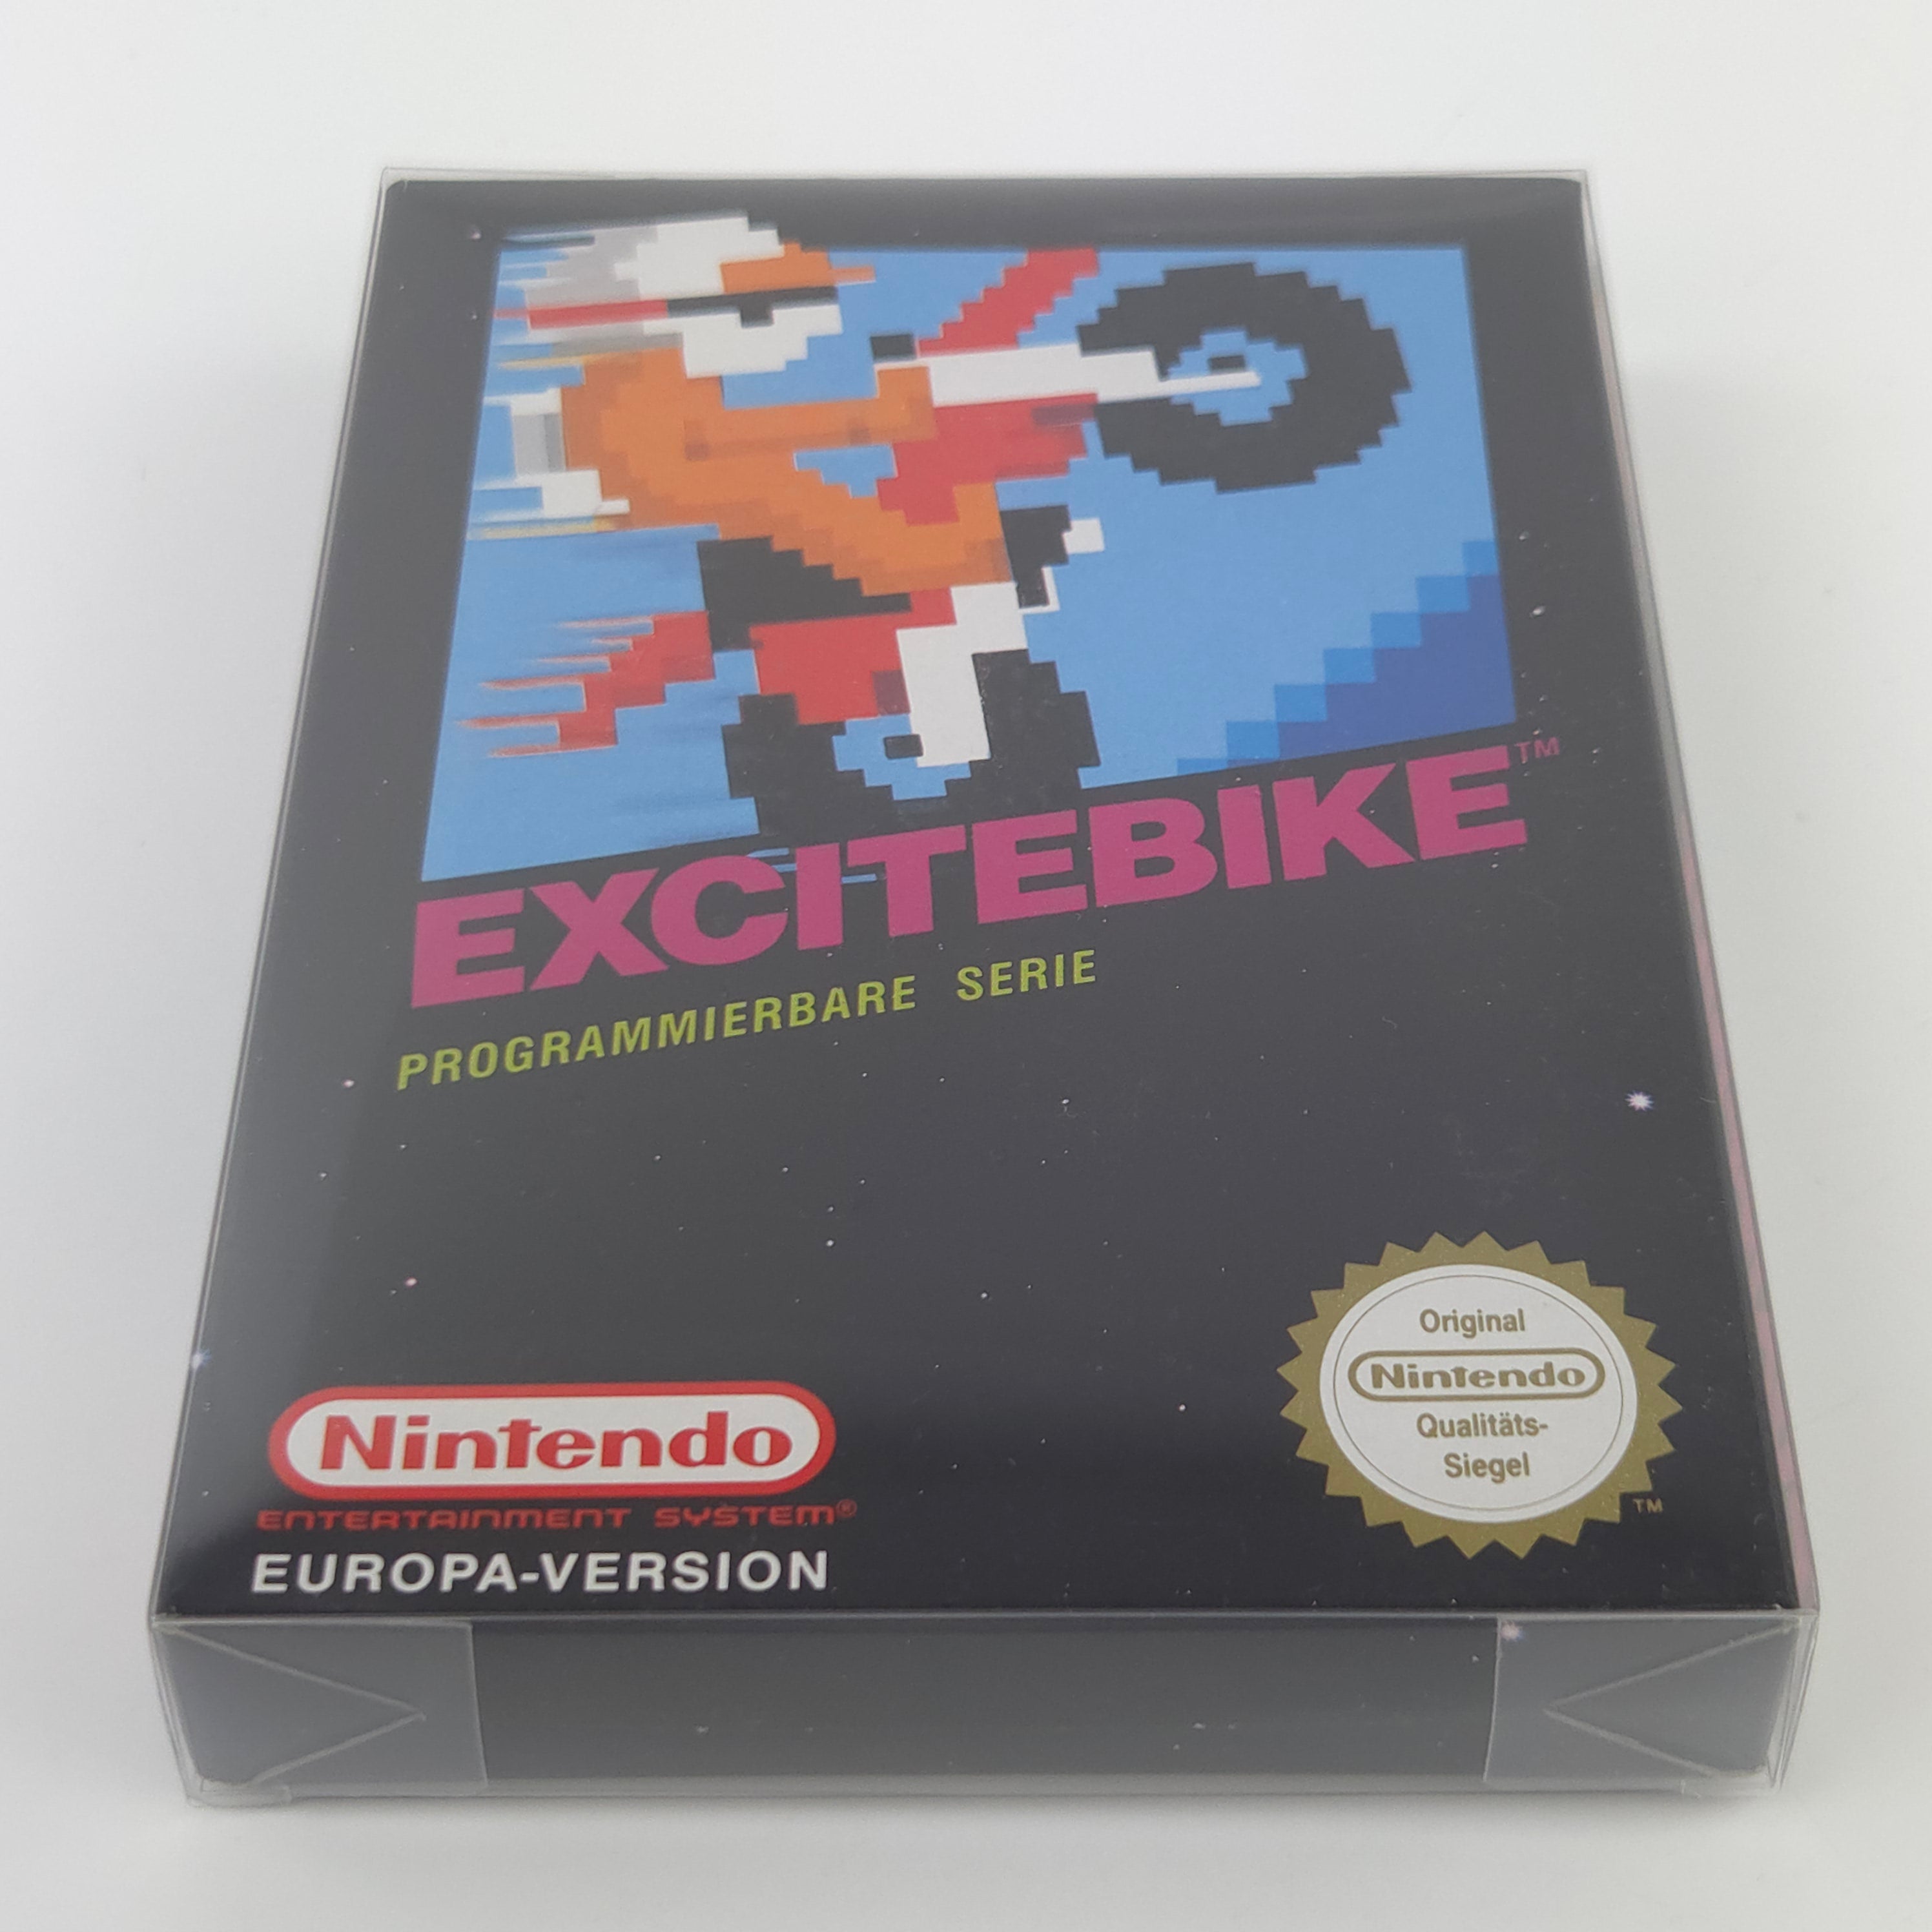 EXCITEBIKE™
PROGRAMMIERBARE SERIE
Original
Nintendo
Qualitäts-
Siegel
TM
Nintendo
ENTERTAINMENT SYSTEM®
EUROPA-VERSION